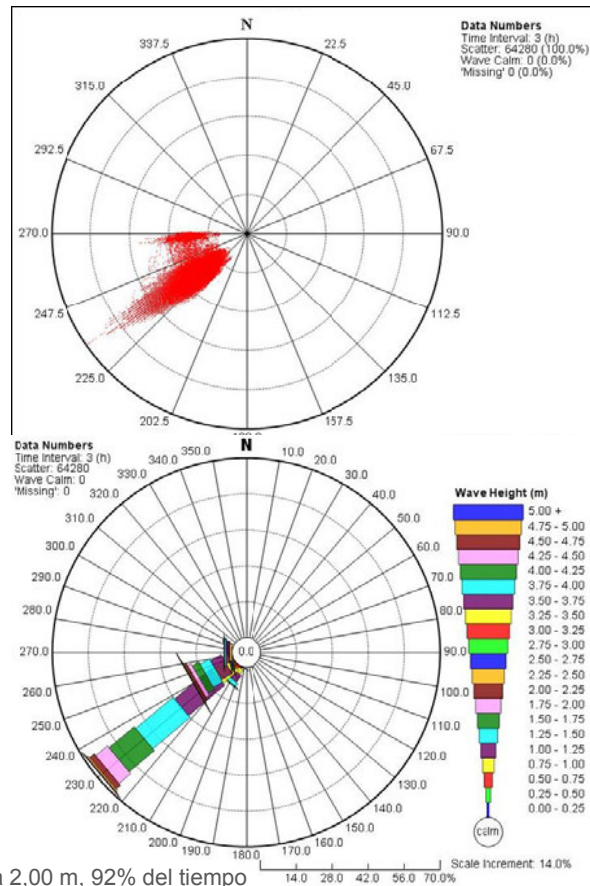 N
Data Numbers
Time Interval: 3 (h)
Scatter: 64280 (100.0%)
Wave Calm: 0 (0.0%)
'Missing' 0 (0.0%)
337.5
22.5
315.0
45.0
292.5
67.5
270.0
90.0
247.5
112.5
225.0
135.0
202.5
157.5
Data Numbers
Time Interval: 3 (h)
Scatter: 64280
Wave Calm: 0
'Missing': 0
N
350.0
10.0
340.0
20.0
330.0
30.0
320.0
40.0
310.0
50.0
300.0
60.0
290.0
70.0
280.0
80.0
270.0
0.0
90.0
260.0
100.0
250.0
110.0
240.0
120.0
230.0
130.0
220.0
140.0
210.0
150.0
200.0
160.0
190.0
170.0
180.0
Wave Height (m)
5.00 +
4.75 - 5.00
4.50 - 4.75
4.25 - 4.50
4.00 - 4.25
3.75 - 4.00
3.50 - 3.75
3.25 - 3.50
3.00 - 3.25
2.75 - 3.00
2.50 - 2.75
2.25 - 2.50
2.00 - 2.25
1.75 - 2.00
1.50 - 1.75
1.25 - 1.50
1.00 - 1.25
0.75 - 1.00
0.50 - 0.75
0.25 - 0.50
0.00 - 0.25
calm
Scale Increment: 14.0%
14.0 28.0 42.0 56.0 70.0%
a 2,00 m, 92% del tiempo